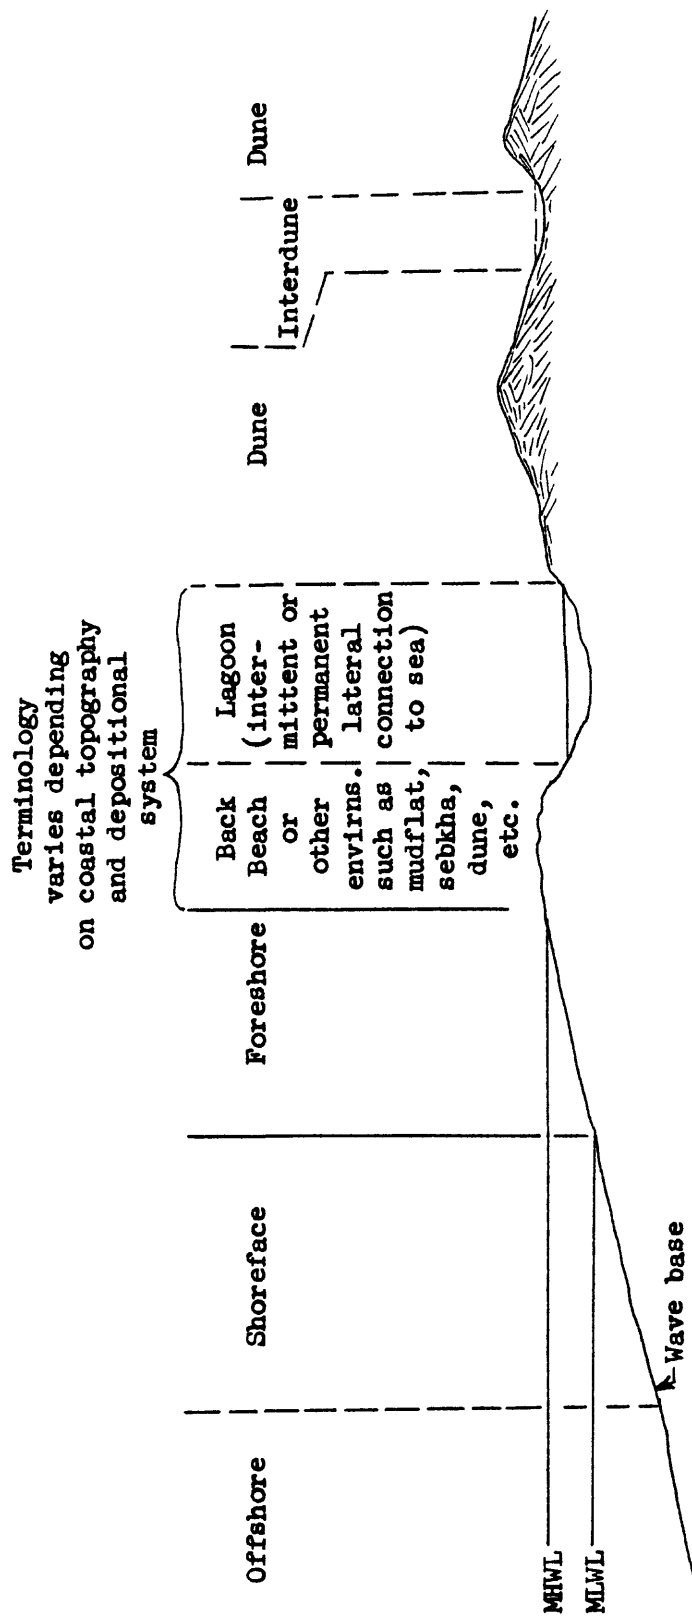 Terminology
varies depending
on coastal topography
and depositional
system
Offshore
Shoreface
Foreshore
Back
Beach
or
other
envirns.
such as
mudflat,
sebkha,
dune,
etc.
Lagoon
(inter-
mittent or
permanent
lateral
connection
to sea)
Dune
Interdune
Dune
MHWL
MLWL
Wave base